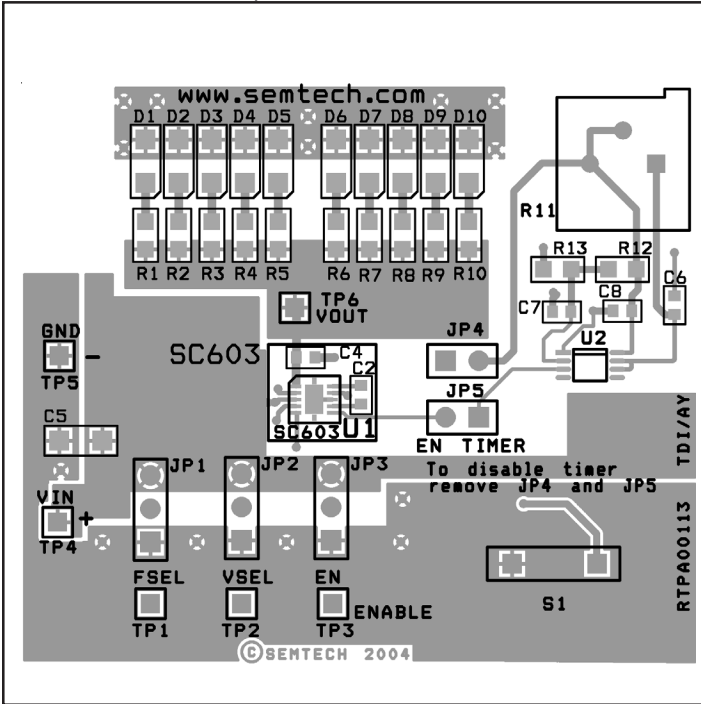 www.semtech.com
D1 D2 D3 D4 D5 D6 D7 D8 D9 D10
R11
R13 R12
R1 R2 R3 R4 R5 R6 R7 R8 R9 R10
C6
C7 C8
TP6
VOUT
GND
-
TP5
SC603
C4
C2
SC603 U1
JP4
U2
JP5
EN TIMER
C5
TDI/AY
JP1 JP2 JP3
To disable timer
remove JP4 and JP5
VIN
+
TP4
RTPA00113
FSEL VSEL EN
S1
ENABLE
TP1 TP2 TP3
©SEMTECH 2004